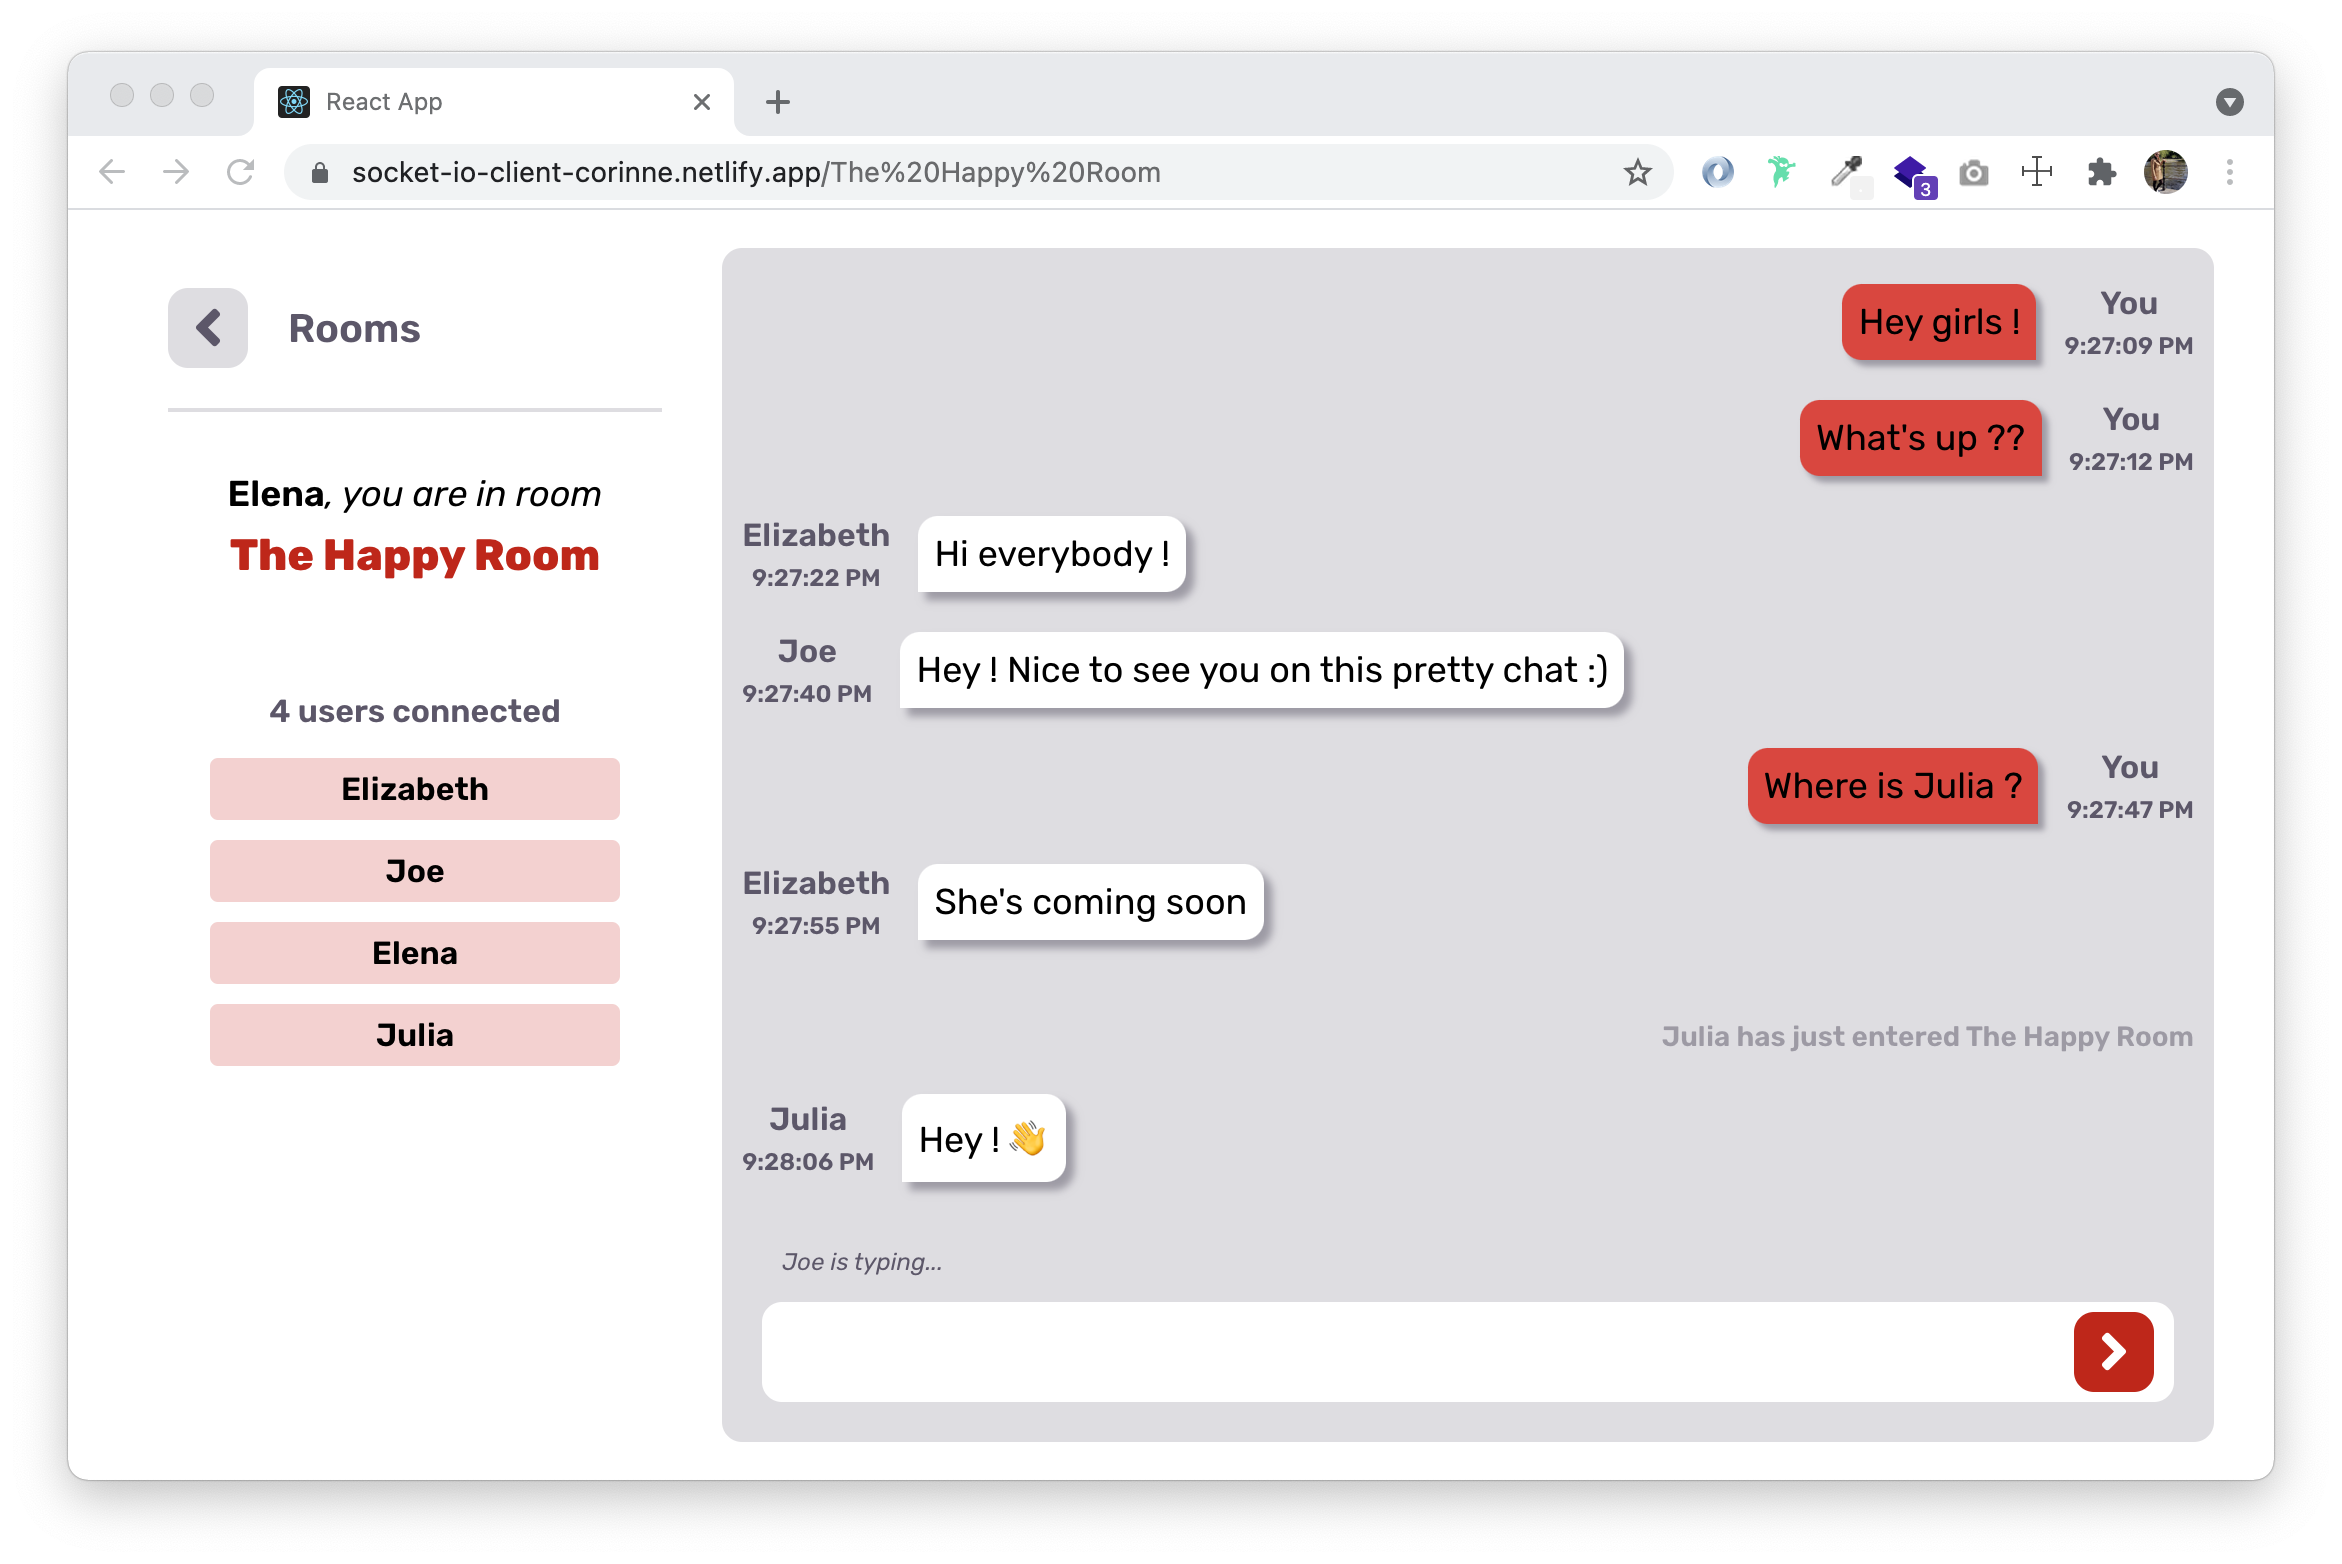 React App
socket-io-client-corinne.netlify.app/The%20Happy%20Room
3
Rooms
Elena, you are in room
The Happy Room
4 users connected
Elizabeth
Joe
Elena
Julia
Hey girls !
You
9:27:09 PM
What's up ??
You
9:27:12 PM
Elizabeth
9:27:22 PM
Hi everybody !
Joe
9:27:40 PM
Hey ! Nice to see you on this pretty chat :)
Where is Julia ?
You
9:27:47 PM
Elizabeth
9:27:55 PM
She's coming soon
Julia has just entered The Happy Room
Julia
9:28:06 PM
Hey ! 👋
Joe is typing...